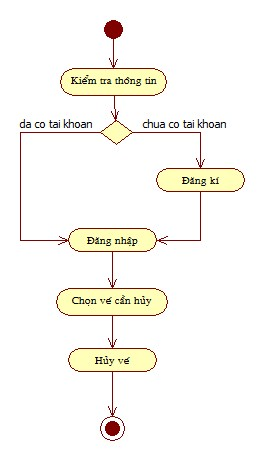 Kiểm tra thông tin
da co tai khoan
chua co tai khoan
Đăng kí
Đăng nhập
Chọn vé cần hủy
Hủy vé